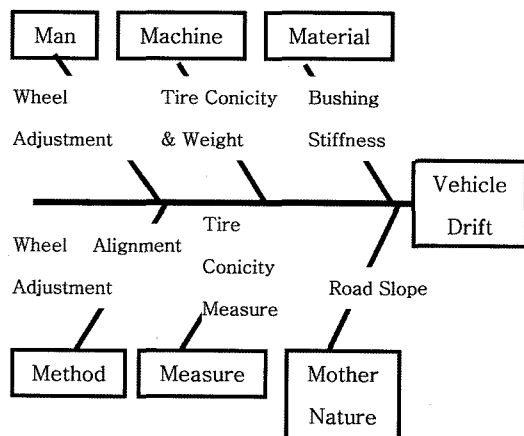 Man
Machine
Material
Wheel
Adjustment
Tire Conicity
& Weight
Bushing
Stiffness
Vehicle
Drift
Wheel
Adjustment
Alignment
Tire
Conicity
Measure
Road Slope
Method
Measure
Mother
Nature